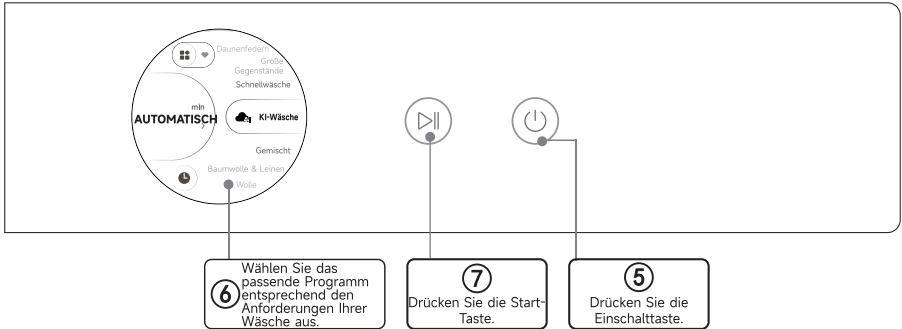 Daunenfedern
Große
Gegenstände
Schnellwäsche
min
AUTOMATISCH
KI-Wäsche
Gemischt
Baumwolle & Leinen
Wolle
6
Wählen Sie das
passende Programm
entsprechend den
Anforderungen Ihrer
Wäsche aus.
7
Drücken Sie die Start-
Taste.
5
Drücken Sie die
Einschalttaste.